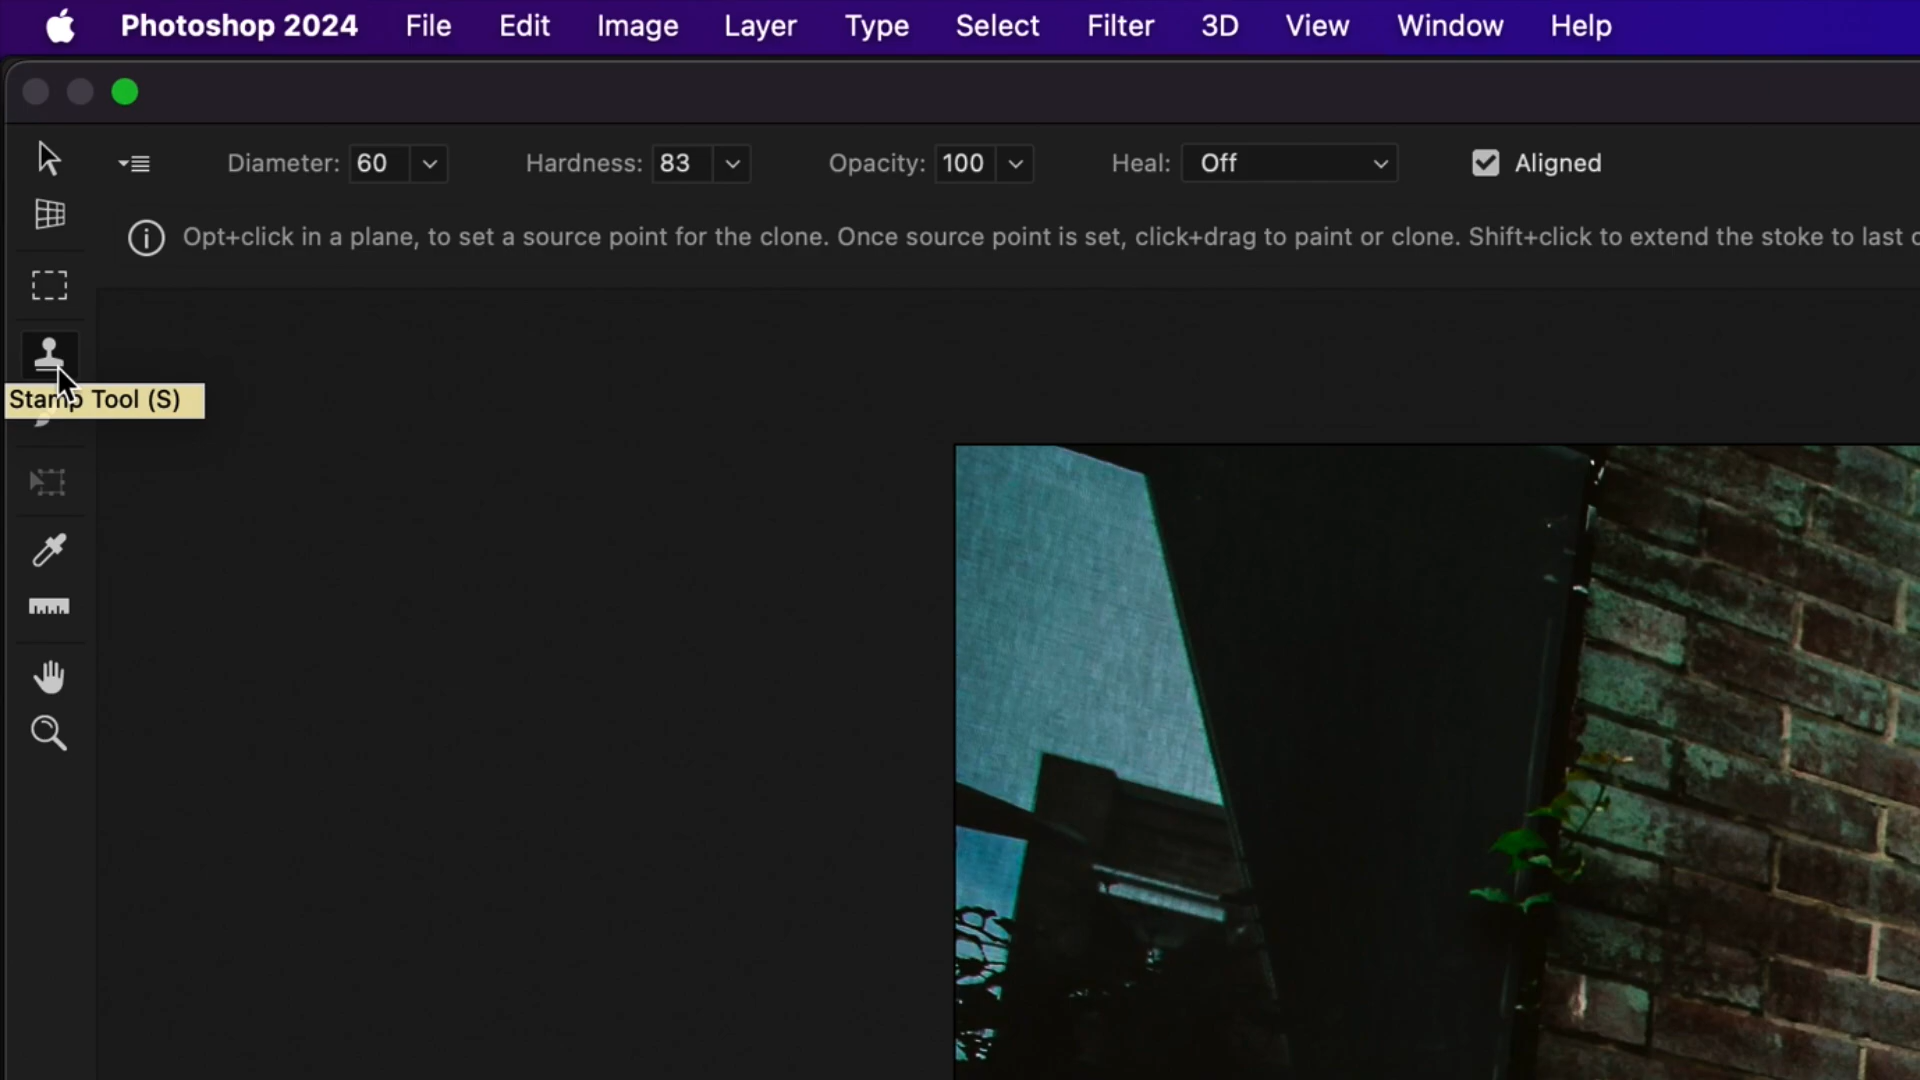 Photoshop 2024 File Edit Image Layer Type Select Filter 3D View Window Help
Diameter: 60 Hardness: 83 Opacity: 100 Heal: Off Aligned
Opt+click in a plane, to set a source point for the clone. Once source point is set, click+drag to paint or clone. Shift+click to extend the stoke to last
Stamp Tool (S)